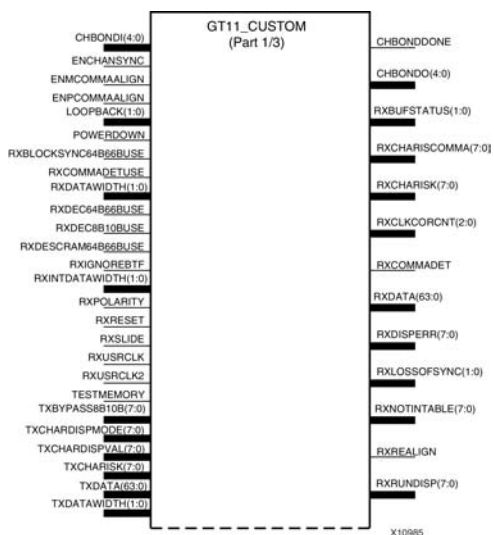 GT11_CUSTOM
(Part 1/3)
CHBONDI(4:0)
ENCHANSYNC
ENMCOMMAALIGN
ENPCOMMAALIGN
LOOPBACK(1:0)
POWERDOWN
RXBLOCKSYNC64B66BUSE
RXCOMMADETUSE
RXDATAWIDTH(1:0)
RXDEC64B66BUSE
RXDEC8B10BUSE
RXDESCRAM64B66BUSE
RXIGNOREBTF
RXINTDATAWIDTH(1:0)
RXPOLARITY
RXRESET
RXSLIDE
RXUSRCLK
RXUSRCLK2
TESTMEMORY
TXBYPASS8B10B(7:0)
TXCHARDISPMODE(7:0)
TXCHARDISPVAL(7:0)
TXCHARISK(7:0)
TXDATA(63:0)
TXDATAWIDTH(1:0)
CHBONDDONE
CHBONDO(4:0)
RXBUFSTATUS(1:0)
RXCHARISCOMMA(7:0)
RXCHARISK(7:0)
RXCLKCORCNT(2:0)
RXCOMMADET
RXDATA(63:0)
RXDISPERR(7:0)
RXLOSSOFSYNC(1:0)
RXNOTINTABLE(7:0)
RXREALIGN
RXRUNDISP(7:0)
X10985